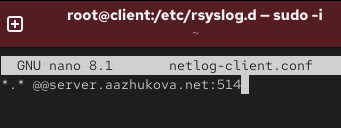 root@client:/etc/rsyslog.d — sudo -i
~
GNU nano 8.1 netlog-client.conf
*.* @@server.aazhukova.net:514